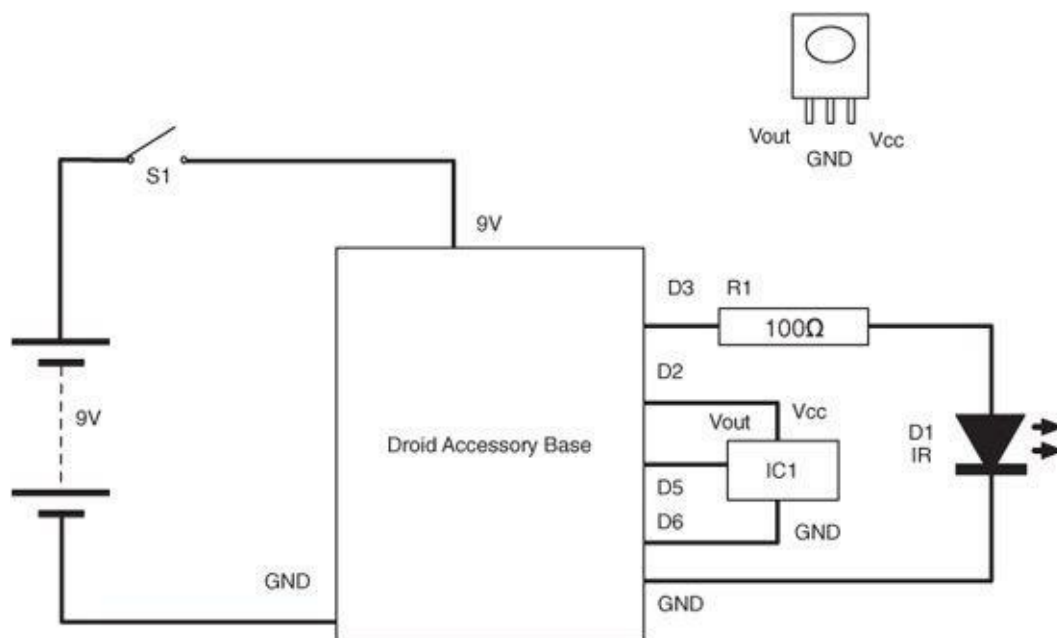 Vout
GND
Vcc
S1
9V
D3
R1
100Ω
D2
Vcc
Vout
9V
Droid Accessory Base
IC1
D1
IR
D5
D6
GND
GND
GND